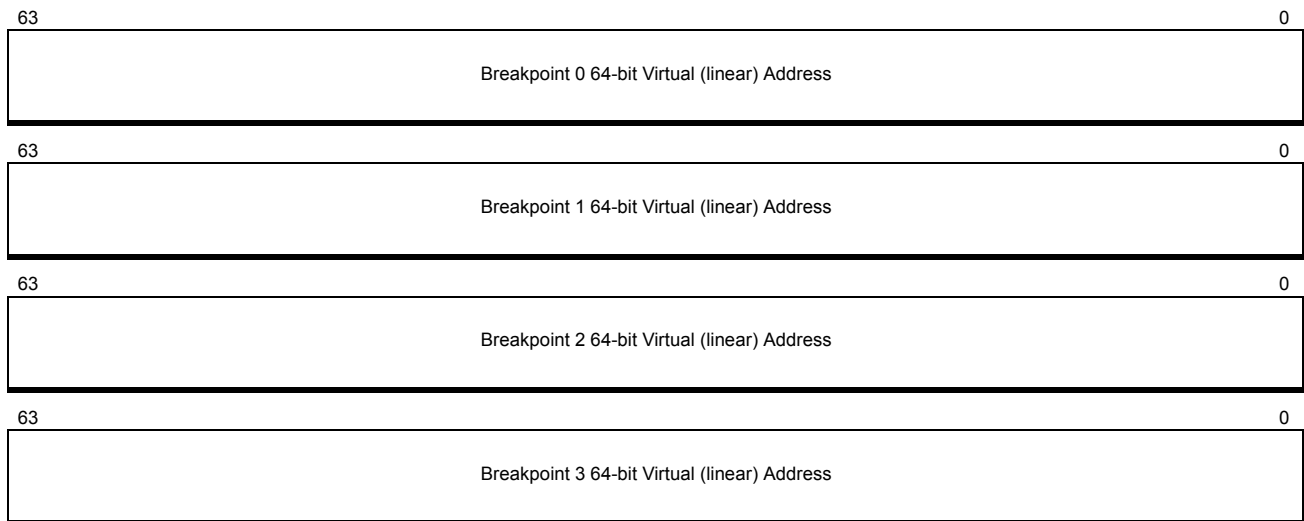 63 0
Breakpoint 0 64-bit Virtual (linear) Address
63 0
Breakpoint 1 64-bit Virtual (linear) Address
63 0
Breakpoint 2 64-bit Virtual (linear) Address
63 0
Breakpoint 3 64-bit Virtual (linear) Address